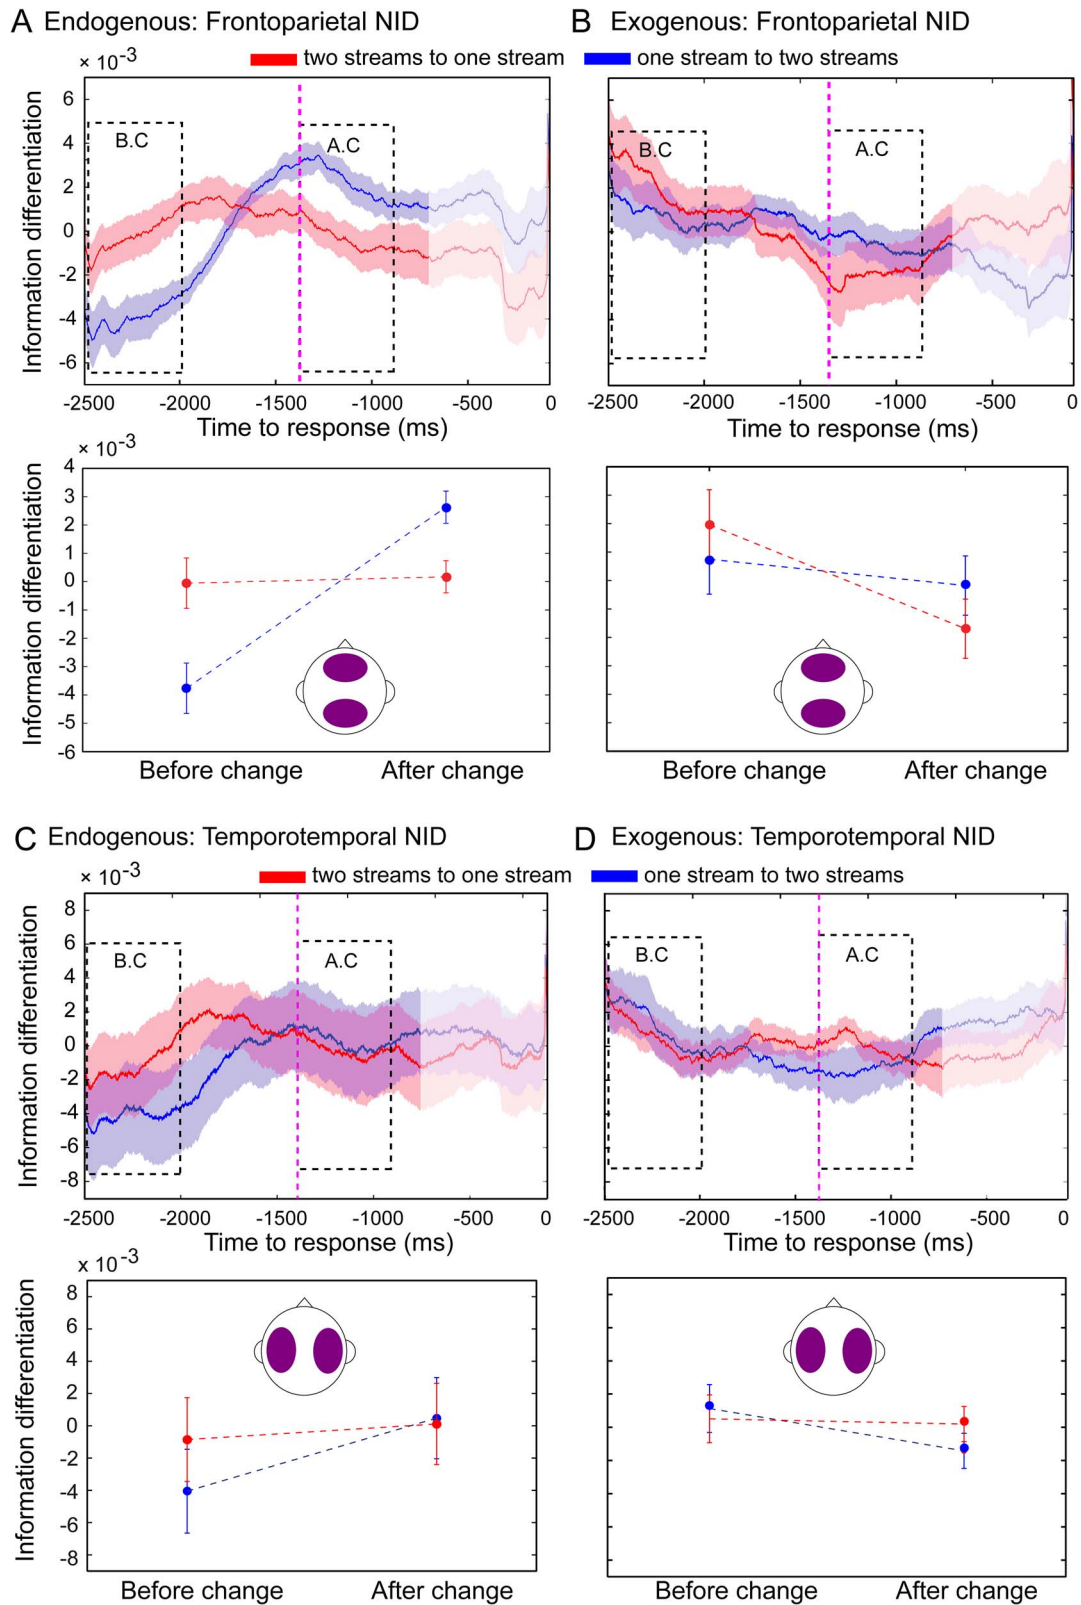 A Endogenous: Frontoparietal NID
B Exogenous: Frontoparietal NID
× 10⁻³
two streams to one stream
one stream to two streams
Information differentiation
6
4
2
0
-2
-4
-6
B.C
A.C
B.C
A.C
-2500 -2000 -1500 -1000 -500 0
-2500 -2000 -1500 -1000 -500 0
Time to response (ms)
Time to response (ms)
× 10⁻³
Information differentiation
4
3
2
1
0
-1
-2
-3
-4
-5
-6
Before change After change
Before change After change
C Endogenous: Temporotemporal NID
D Exogenous: Temporotemporal NID
× 10⁻³
two streams to one stream
one stream to two streams
Information differentiation
8
6
4
2
0
-2
-4
-6
-8
B.C
A.C
B.C
A.C
-2500 -2000 -1500 -1000 -500 0
-2500 -2000 -1500 -1000 -500 0
Time to response (ms)
Time to response (ms)
x 10⁻³
Information differentiation
8
6
4
2
0
-2
-4
-6
-8
Before change After change
Before change After change